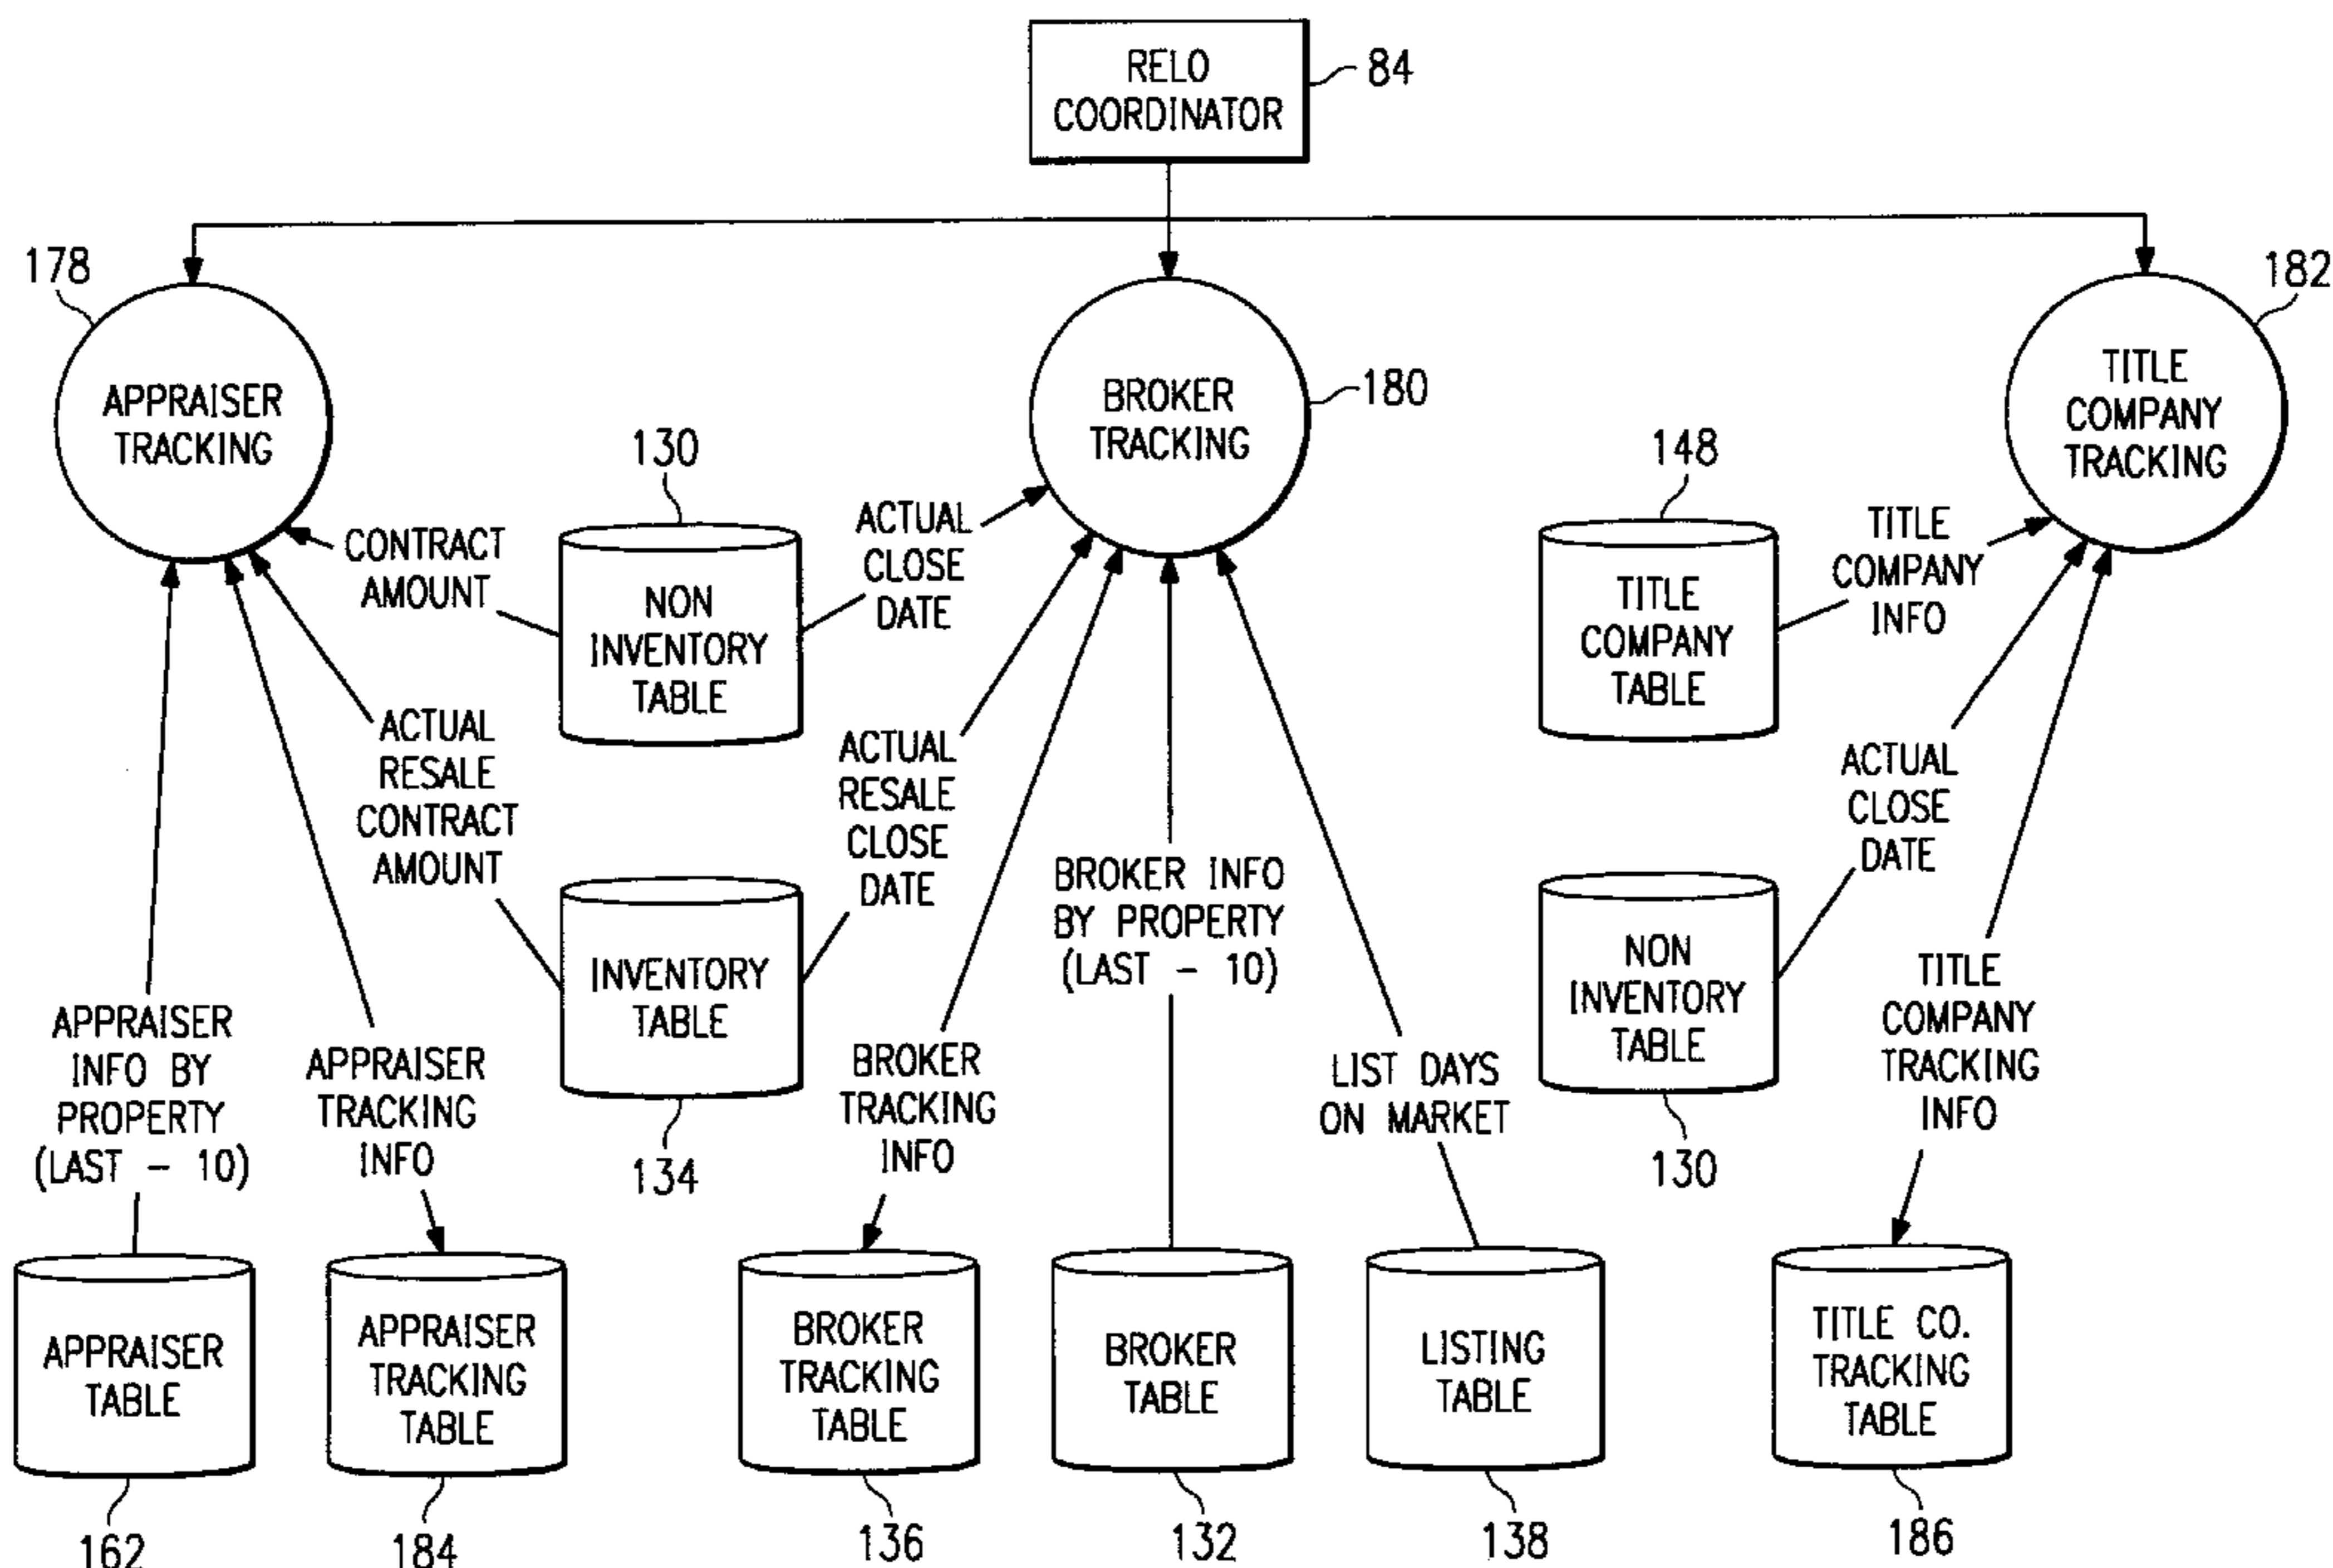 RELO
COORDINATOR
84
178
APPRAISER
TRACKING
BROKER
TRACKING
180
182
TITLE
COMPANY
TRACKING
130
CONTRACT
AMOUNT
NON
INVENTORY
TABLE
ACTUAL
CLOSE
DATE
148
TITLE
COMPANY
TABLE
TITLE
COMPANY
INFO
ACTUAL
RESALE
CONTRACT
AMOUNT
INVENTORY
TABLE
134
ACTUAL
RESALE
CLOSE
DATE
BROKER INFO
BY PROPERTY
(LAST - 10)
NON
INVENTORY
TABLE
130
ACTUAL
CLOSE
DATE
APPRAISER
INFO BY
PROPERTY
(LAST - 10)
APPRAISER
TRACKING
INFO
BROKER
TRACKING
INFO
LIST DAYS
ON MARKET
TITLE
COMPANY
TRACKING
INFO
APPRAISER
TABLE
162
APPRAISER
TRACKING
TABLE
184
BROKER
TRACKING
TABLE
136
BROKER
TABLE
132
LISTING
TABLE
138
TITLE CO.
TRACKING
TABLE
186